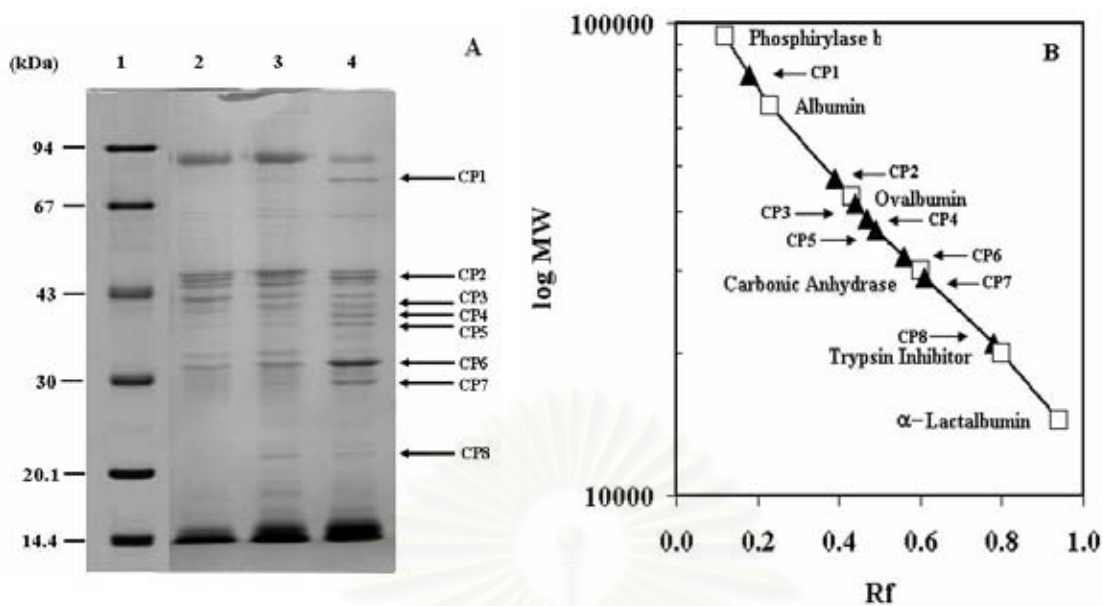 A
(kDa) 1 2 3 4
94
67
43
30
20.1
14.4
CP1
CP2
CP3
CP4
CP5
CP6
CP7
CP8
B
100000
10000
log MW
Phosphirylase b
CP1
Albumin
CP2
Ovalbumin
CP3
CP4
CP5
CP6
Carbonic Anhydrase
CP7
CP8
Trypsin Inhibitor
α−Lactalbumin
0.0 0.2 0.4 0.6 0.8 1.0
Rf